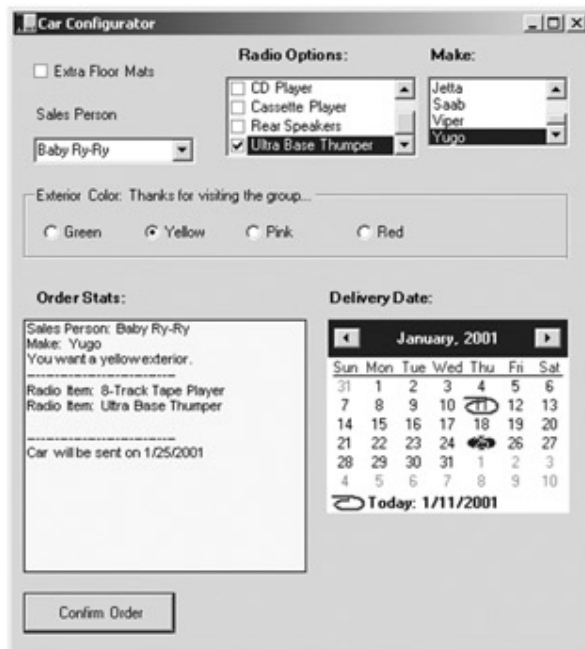 Car Configurator
Extra Floor Mats
Radio Options:
Make:
CD Player
Cassette Player
Rear Speakers
Ultra Base Thumper
Jetta
Saab
Viper
Yugo
Sales Person
Baby Ry-Ry
Exterior Color: Thanks for visiting the group...
Green Yellow Pink Red
Order Stats:
Sales Person: Baby Ry-Ry
Make: Yugo
You want a yellow exterior.
-------------------------------
Radio Item: 8-Track Tape Player
Radio Item: Ultra Base Thumper
-------------------------------
Car will be sent on 1/25/2001
Delivery Date:
January, 2001
Sun Mon Tue Wed Thu Fri Sat
31 1 2 3 4 5 6
7 8 9 10 11 12 13
14 15 16 17 18 19 20
21 22 23 24 25 26 27
28 29 30 31 1 2 3
4 5 6 7 8 9 10
Today: 1/11/2001
Confirm Order